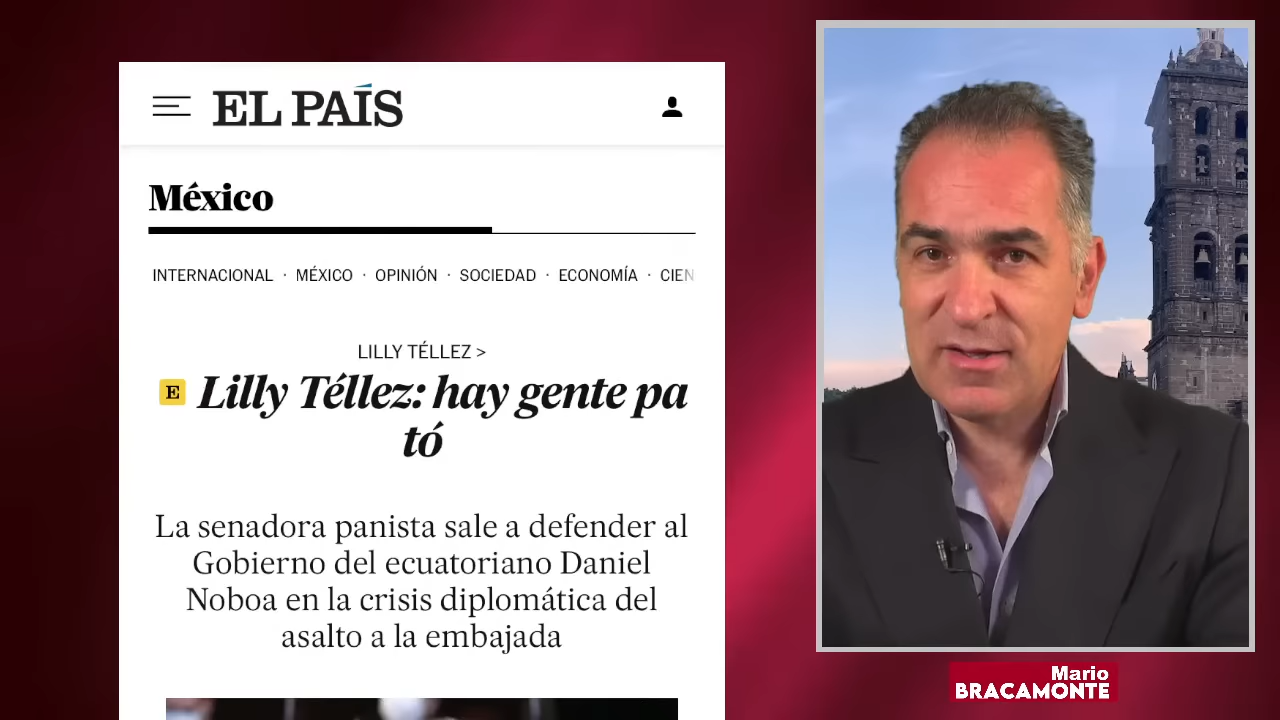 EL PAÍS
México
INTERNACIONAL · MÉXICO · OPINIÓN · SOCIEDAD · ECONOMÍA · CIEN
LILLY TÉLLEZ >
E Lilly Téllez: hay gente pa
tó
La senadora panista sale a defender al
Gobierno del ecuatoriano Daniel
Noboa en la crisis diplomática del
asalto a la embajada
Mario
BRACAMONTE